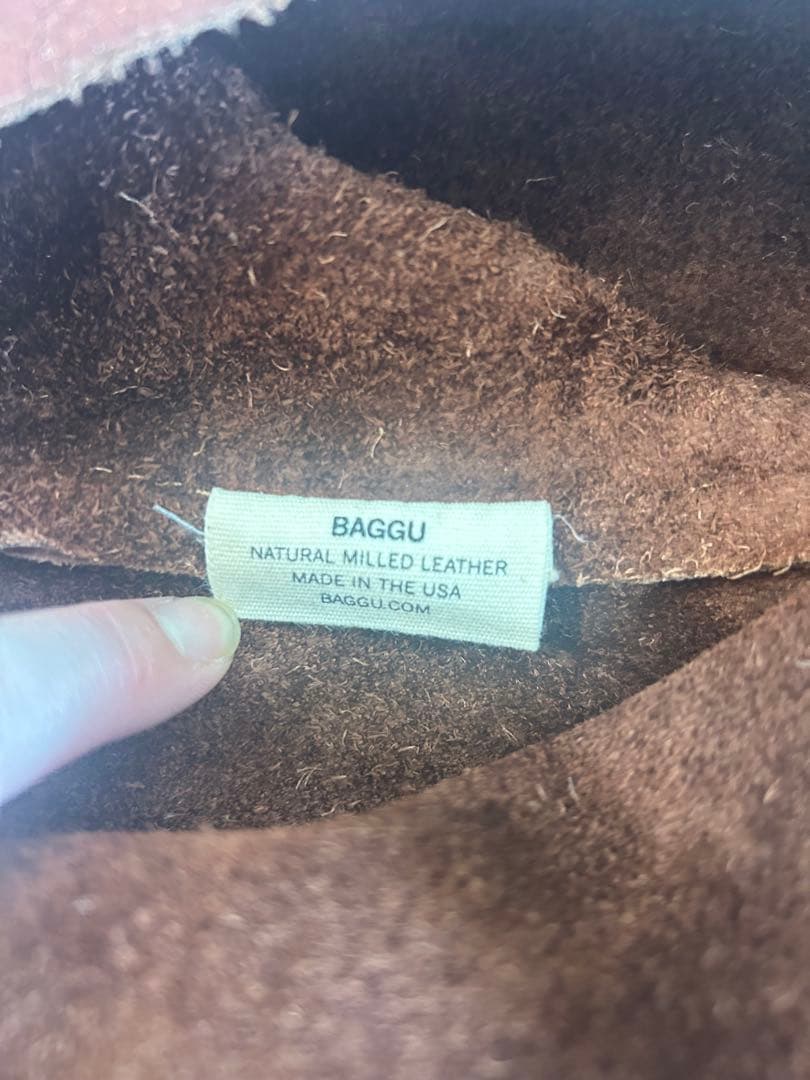 BAGGU
NATURAL MILLED LEATHER
MADE IN THE USA
BAGGU.COM